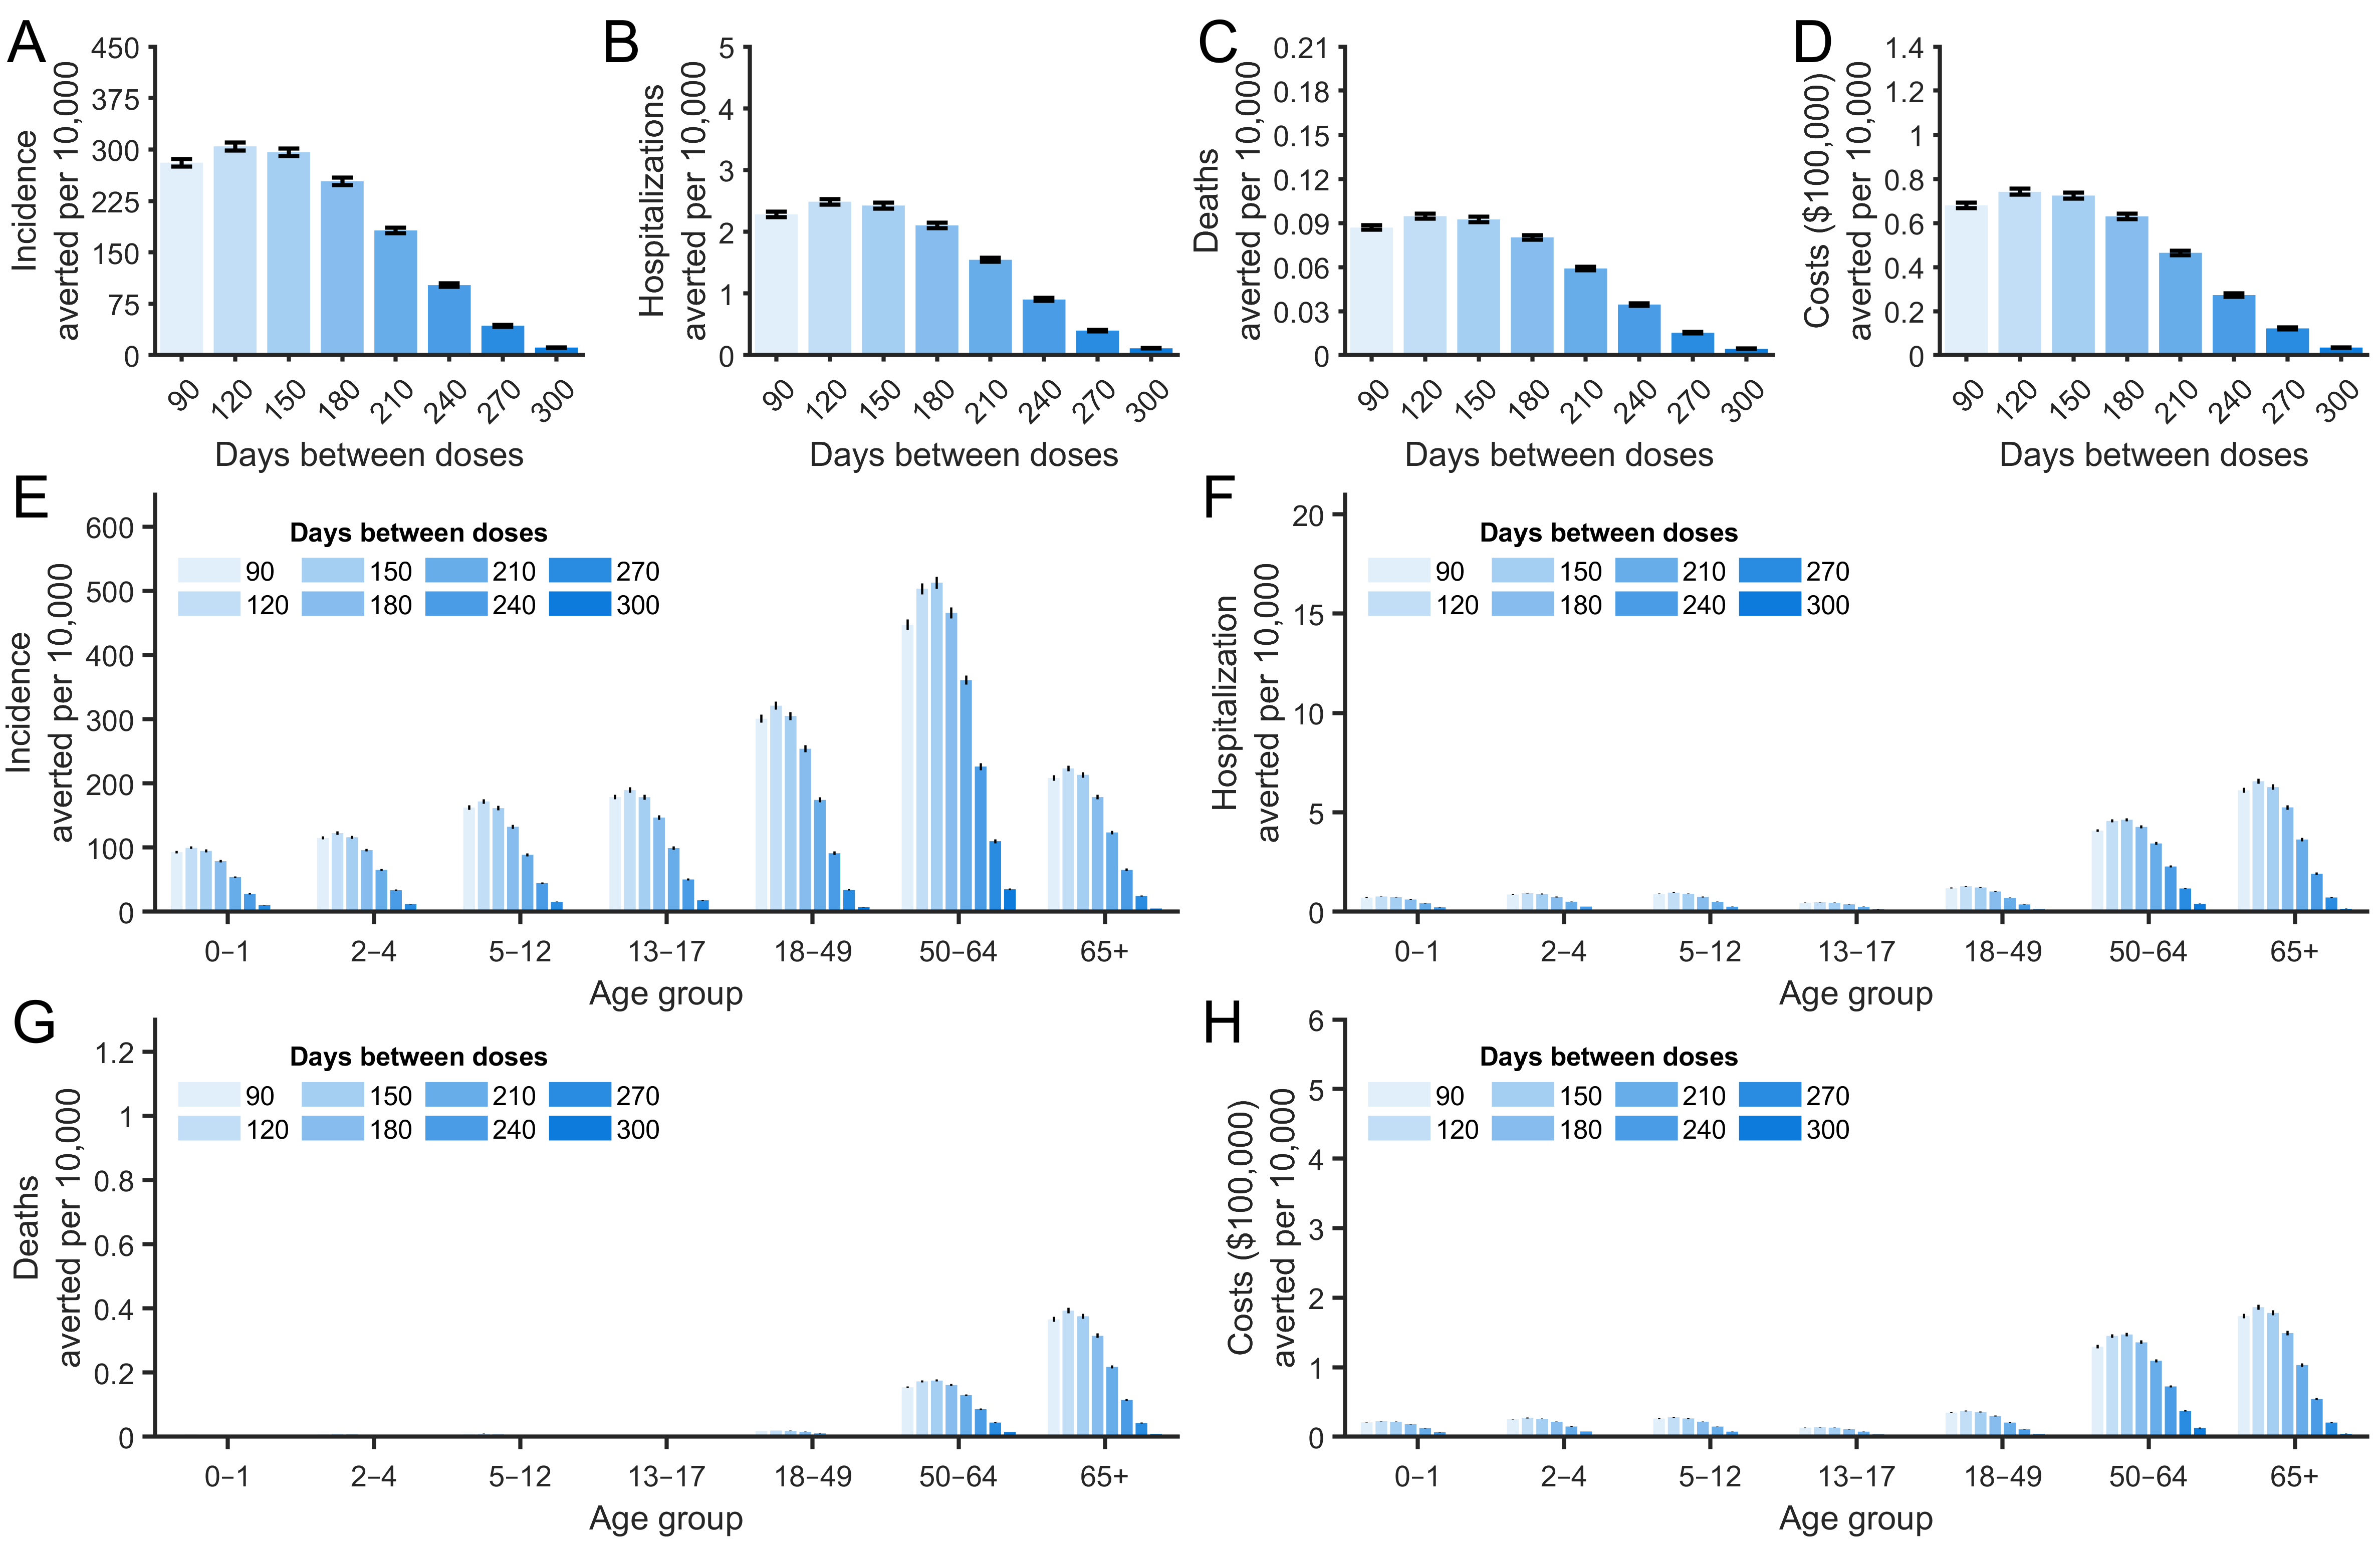 A
Incidence
averted per 10,000
450
375
300
225
150
75
0
90
120
150
180
210
240
270
300
Days between doses
B
Hospitalizations
averted per 10,000
5
4
3
2
1
0
90
120
150
180
210
240
270
300
Days between doses
C
Deaths
averted per 10,000
0.21
0.18
0.15
0.12
0.09
0.06
0.03
0
90
120
150
180
210
240
270
300
Days between doses
D
Costs ($100,000)
averted per 10,000
1.4
1.2
1
0.8
0.6
0.4
0.2
0
90
120
150
180
210
240
270
300
Days between doses
E
Incidence
averted per 10,000
600
500
400
300
200
100
0
Days between doses
90 150 210 270
120 180 240 300
0–1 2–4 5–12 13–17 18–49 50–64 65+
Age group
F
Hospitalization
averted per 10,000
20
15
10
5
0
Days between doses
90 150 210 270
120 180 240 300
0–1 2–4 5–12 13–17 18–49 50–64 65+
Age group
G
Deaths
averted per 10,000
1.2
1
0.8
0.6
0.4
0.2
0
Days between doses
90 150 210 270
120 180 240 300
0–1 2–4 5–12 13–17 18–49 50–64 65+
Age group
H
Costs ($100,000)
averted per 10,000
6
5
4
3
2
1
0
Days between doses
90 150 210 270
120 180 240 300
0–1 2–4 5–12 13–17 18–49 50–64 65+
Age group